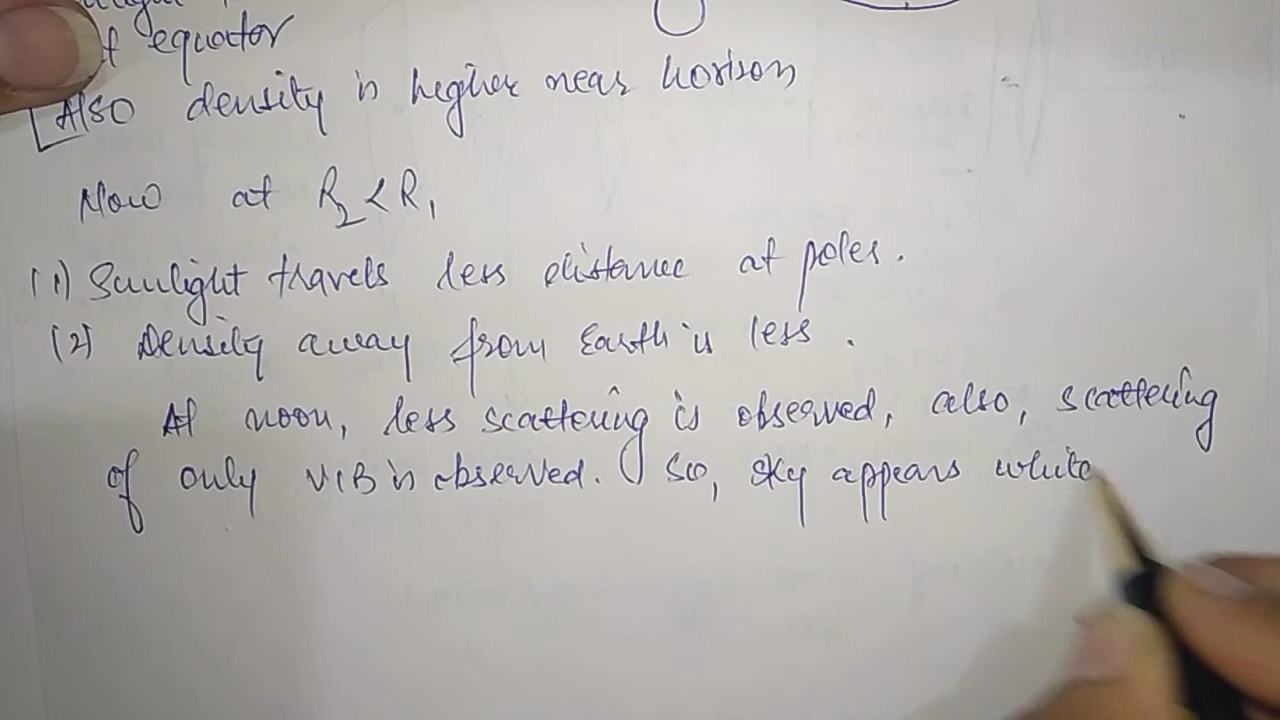 of equator
Also density is higher near horizon
Now at R₂ < R₁
(1) Sunlight travels less distance at poles.
(2) Density away from Earth is less.
At noon, less scattering is observed, also, scattering
of only VIB is observed. So, sky appears white